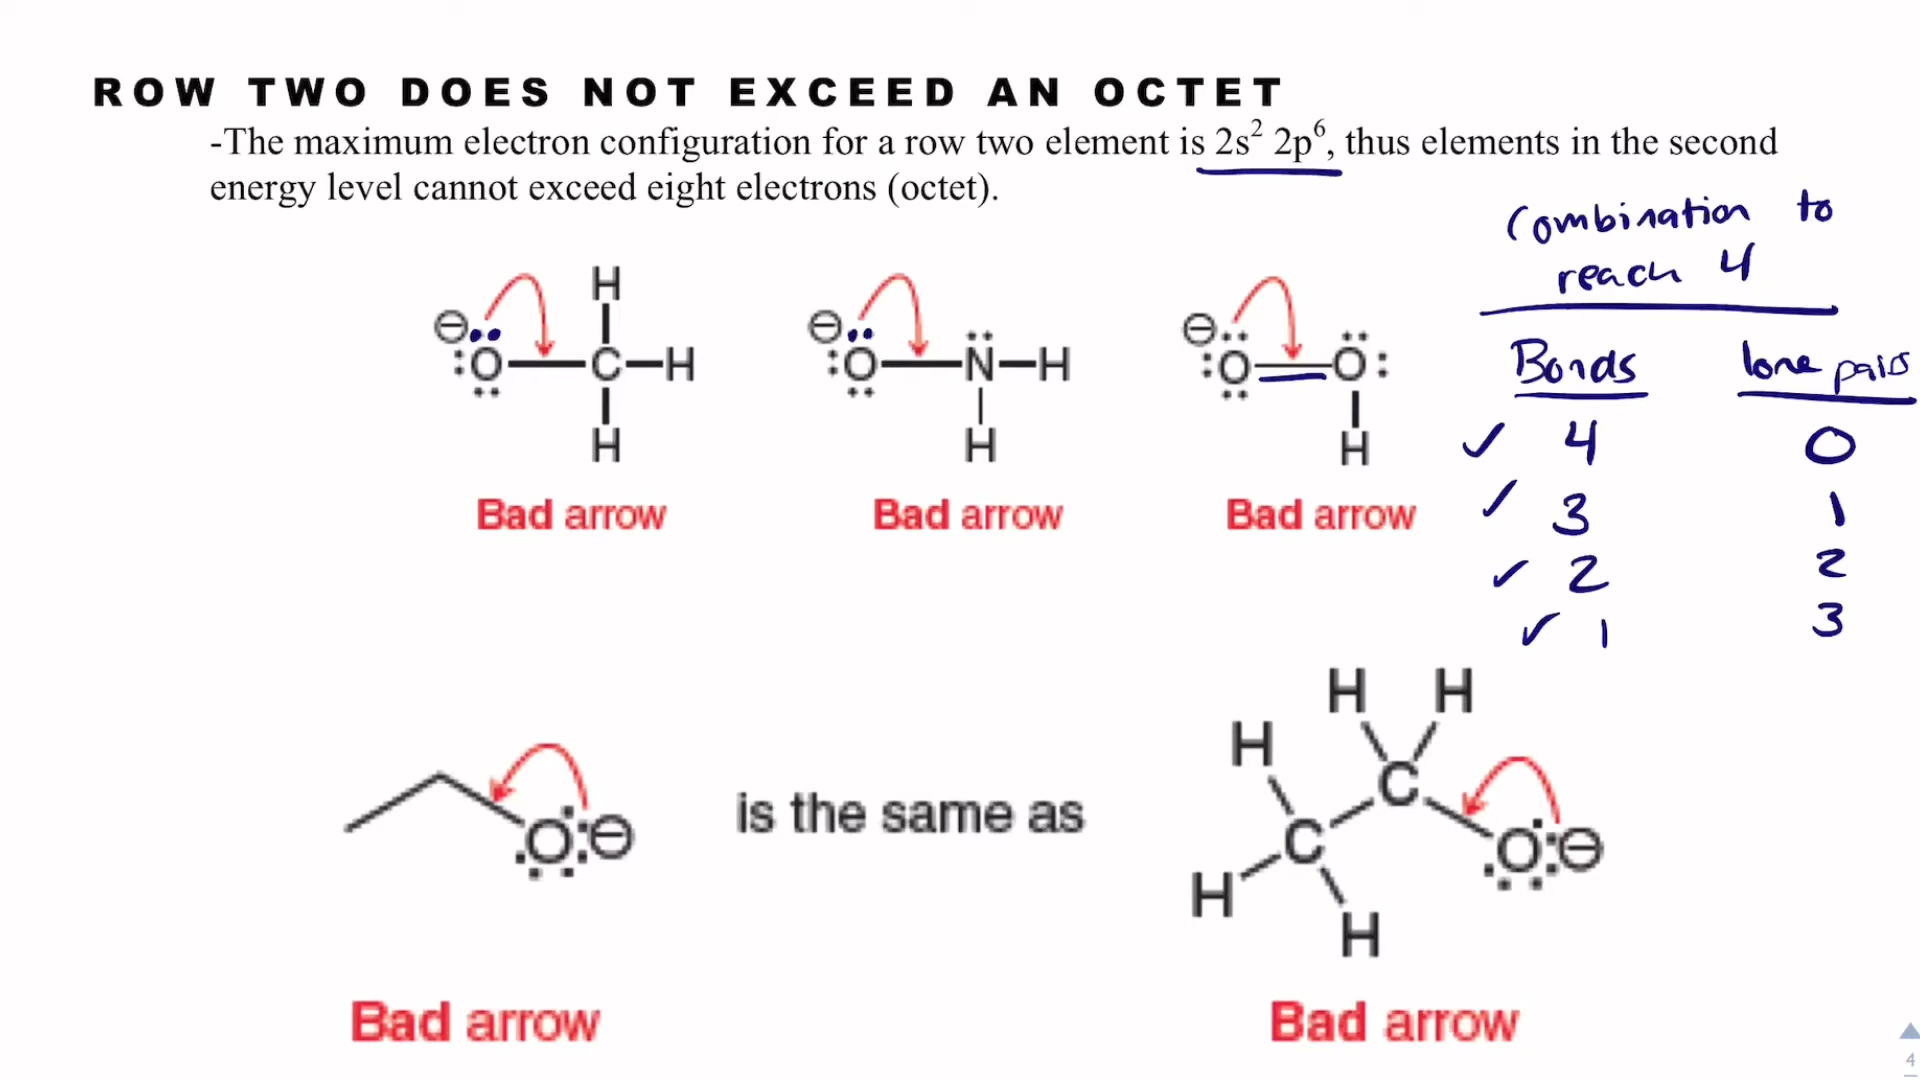 ROW TWO DOES NOT EXCEED AN OCTET
-The maximum electron configuration for a row two element is 2s² 2p⁶, thus elements in the second
energy level cannot exceed eight electrons (octet).
Combination to
reach 4
Bonds lone pairs
4 0
3 1
2 2
1 3
H
⊖
:O—C—H
H
⊖
:O—N—H
H
⊖
:O—O:
H
Bad arrow Bad arrow Bad arrow
O ⊖
is the same as
H H
H C
C O ⊖
H
H
Bad arrow Bad arrow
4